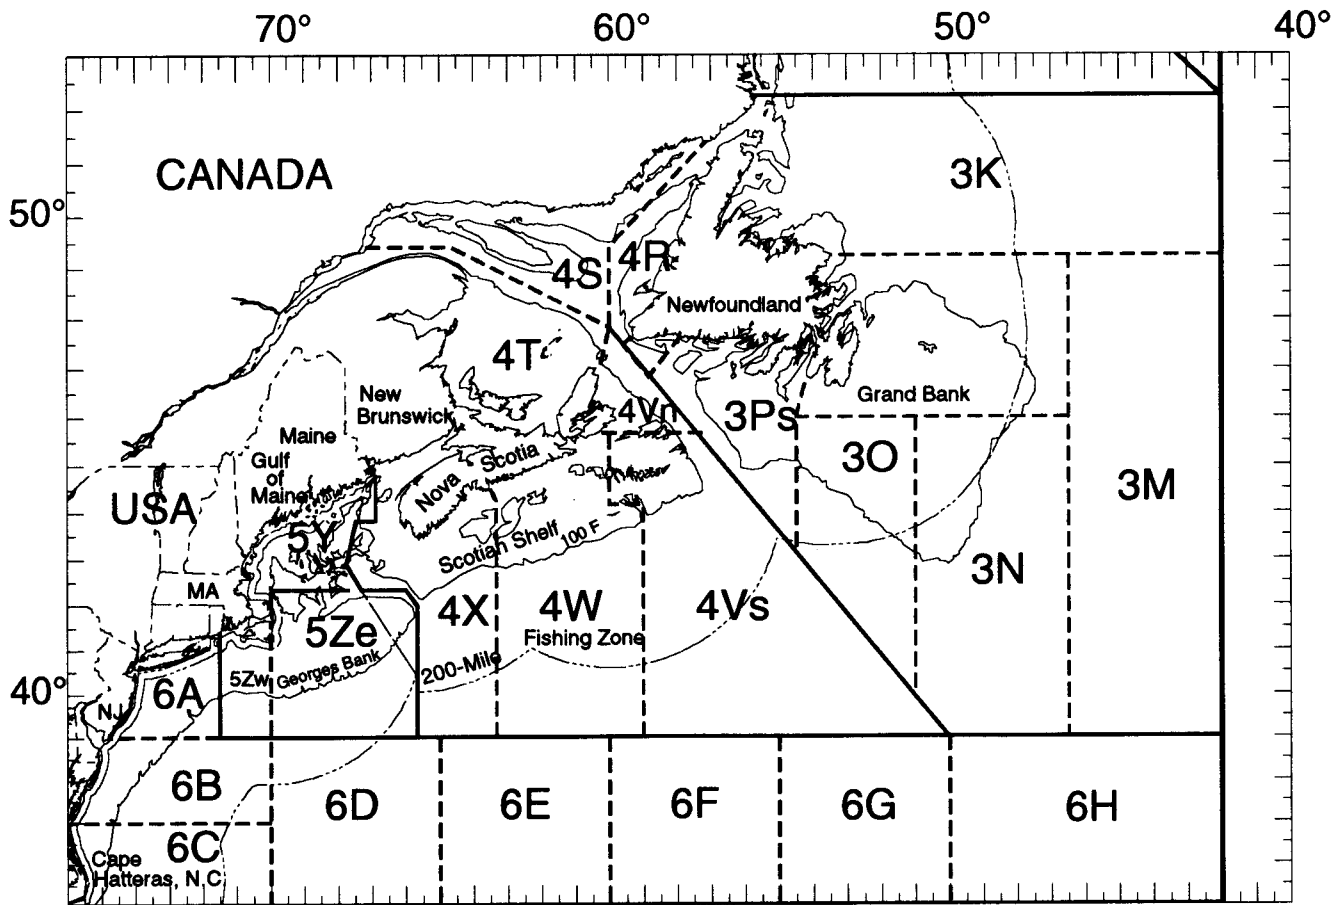 70° 60° 50° 40°
CANADA
3K
50°
4R
4S
Newfoundland
4T
New
Brunswick
Grand Bank
4Vn
3Ps
Maine
Nova Scotia
3O
Gulf
of
Maine
3M
USA
5Y
Scotian Shelf
100 F
3N
MA
4X
4W
4Vs
5Ze
Fishing Zone
200-Mile
5Zw
Georges Bank
40°
6A
NJ
6B
6D
6E
6F
6G
6H
6C
Cape
Hatteras, N.C